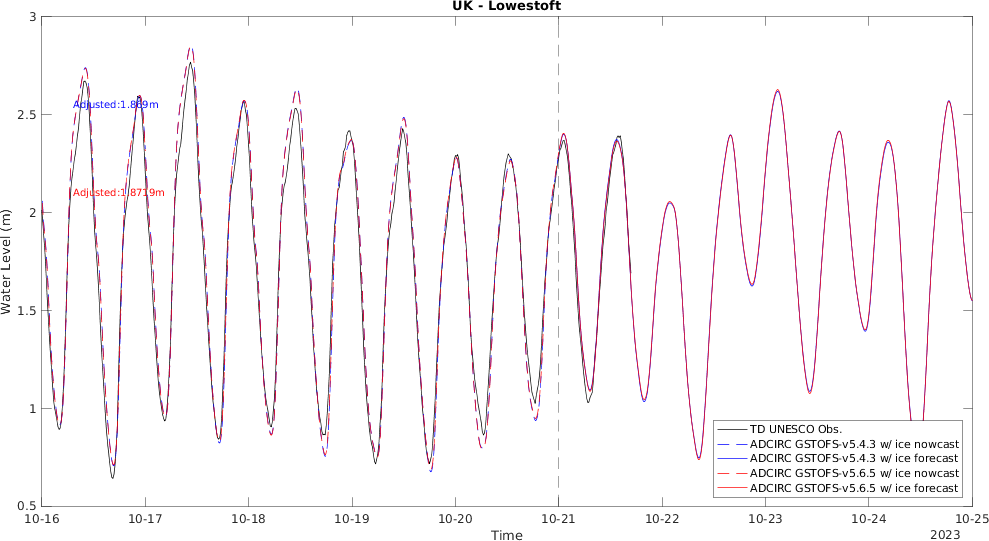 UK - Lowestoft
3
2.5
2
1.5
1
0.5
Water Level (m)
Adjusted:1.869m
Adjusted:1.8719m
TD UNESCO Obs.
ADCIRC GSTOFS-v5.4.3 w/ ice nowcast
ADCIRC GSTOFS-v5.4.3 w/ ice forecast
ADCIRC GSTOFS-v5.6.5 w/ ice nowcast
ADCIRC GSTOFS-v5.6.5 w/ ice forecast
10-16 10-17 10-18 10-19 10-20 10-21 10-22 10-23 10-24 10-25
Time
2023